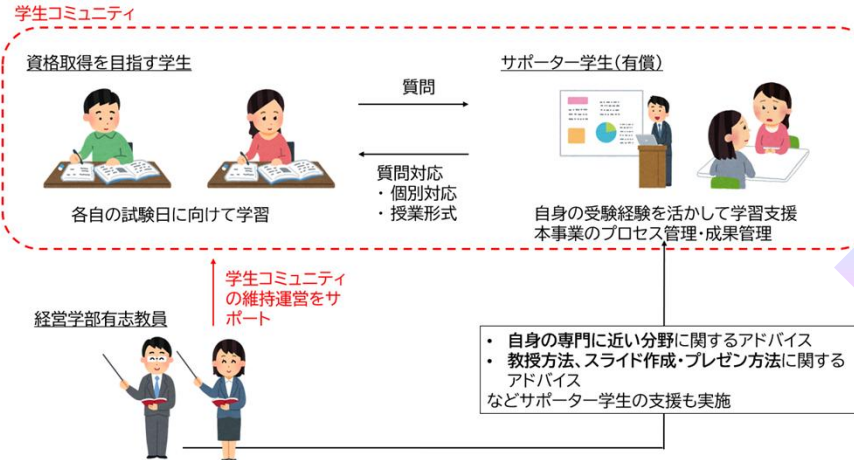 学生コミュニティ
資格取得を目指す学生
サポーター学生(有償)
質問
質問対応
・個別対応
・授業形式
各自の試験日に向けて学習
自身の受験経験を活かして学習支援
本事業のプロセス管理・成果管理
学生コミュニティ
の維持運営をサ
ポート
経営学部有志教員
• 自身の専門に近い分野に関するアドバイス
• 教授方法、スライド作成・プレゼン方法に関する
アドバイス
などサポーター学生の支援も実施